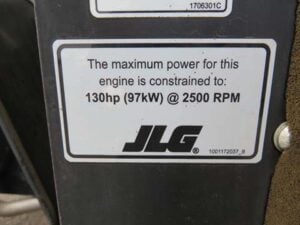 1706301C
The maximum power for this
engine is constrained to:
130hp (97kW) @ 2500 RPM
JLG®
1001172037_B